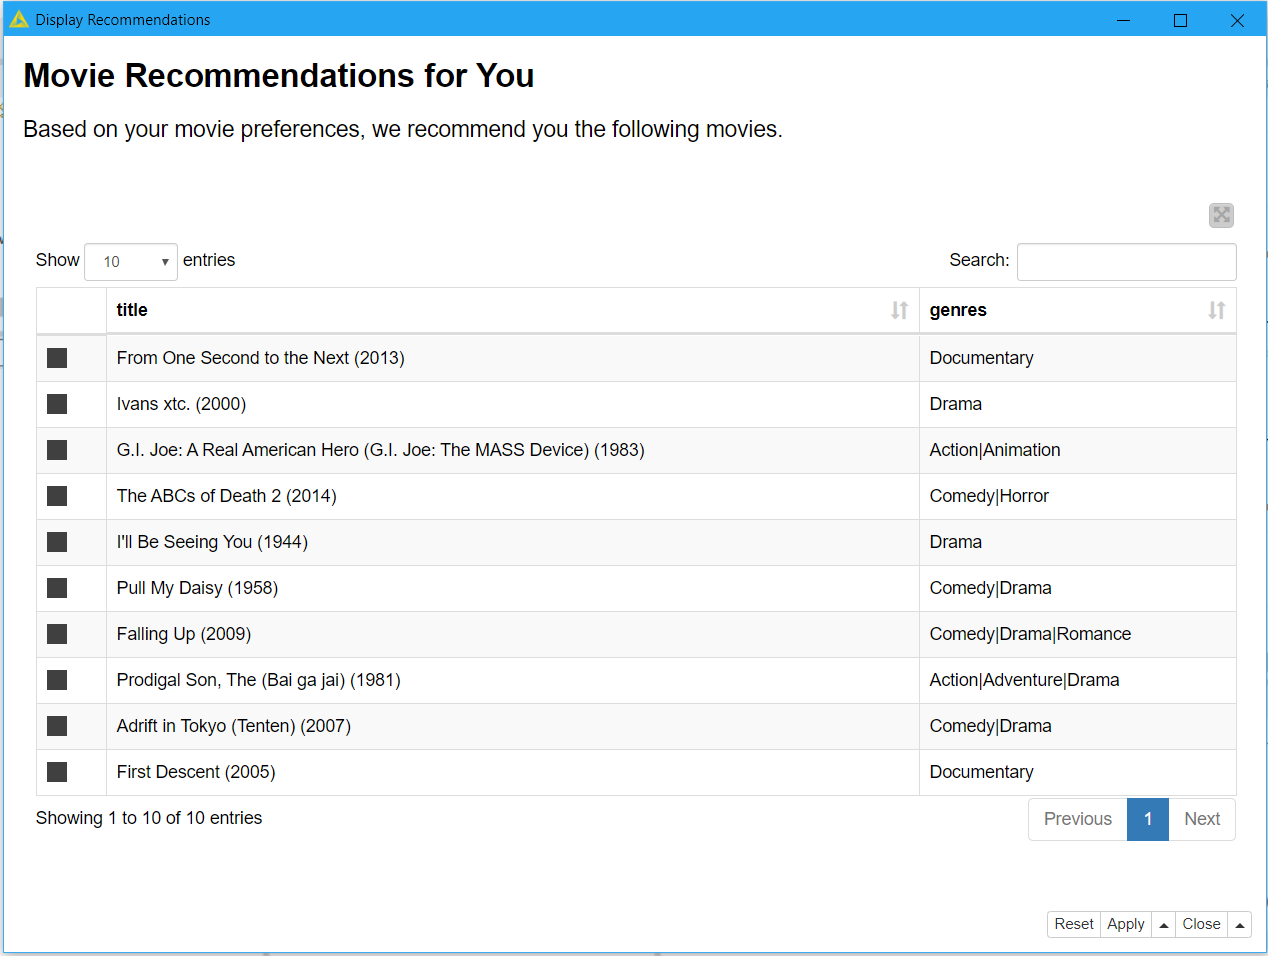 Display Recommendations
Movie Recommendations for You
Based on your movie preferences, we recommend you the following movies.
Show 10 entries Search:
title genres
From One Second to the Next (2013) Documentary
Ivans xtc. (2000) Drama
G.I. Joe: A Real American Hero (G.I. Joe: The MASS Device) (1983) Action|Animation
The ABCs of Death 2 (2014) Comedy|Horror
I'll Be Seeing You (1944) Drama
Pull My Daisy (1958) Comedy|Drama
Falling Up (2009) Comedy|Drama|Romance
Prodigal Son, The (Bai ga jai) (1981) Action|Adventure|Drama
Adrift in Tokyo (Tenten) (2007) Comedy|Drama
First Descent (2005) Documentary
Showing 1 to 10 of 10 entries Previous 1 Next
Reset Apply Close